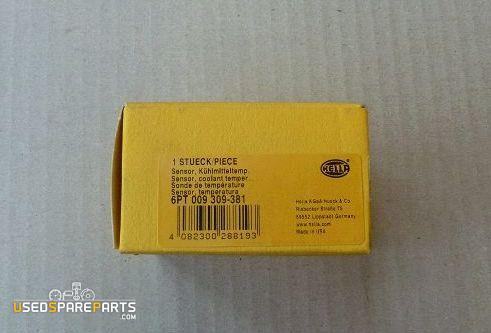 1 STUECK/PIECE
Sensor, Kühlmitteltemp.
Sensor, coolant temper.
Sonde de température
Sensor, temperatura
6PT 009 309-381
4 082300 288193
HELLA
Hella KGaA Hueck & Co.
Rixbecker Straße 75
59552 Lippstadt Germany
www.hella.com
Made in USA
USEDSPAREPARTS
.COM